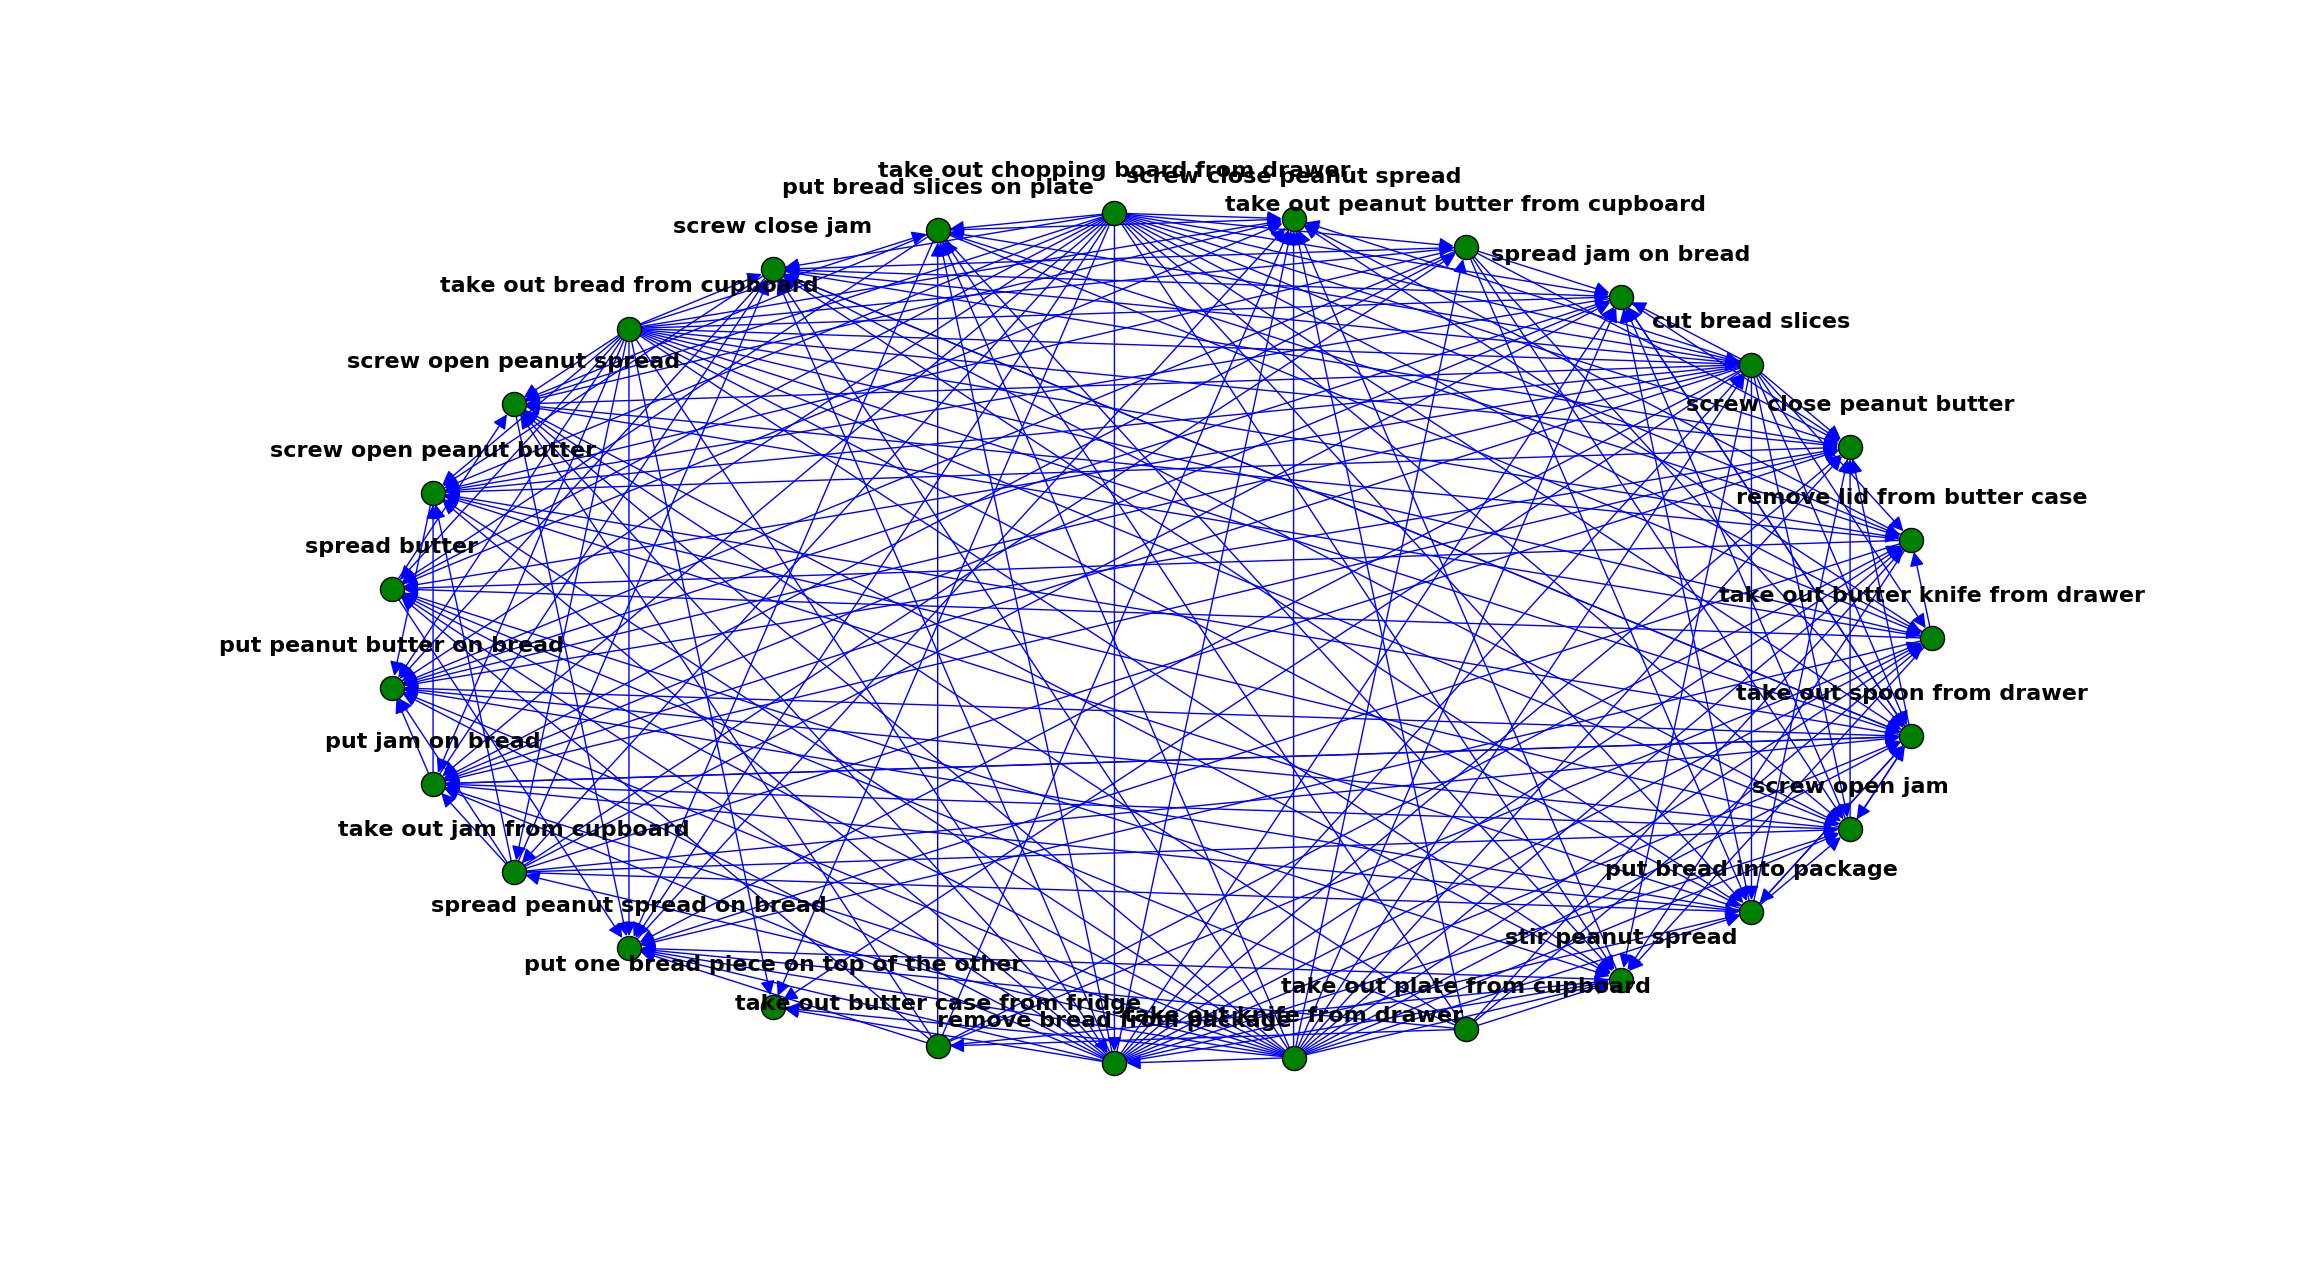 take out chopping board from drawer
screw close peanut spread
put bread slices on plate
take out peanut butter from cupboard
screw close jam
spread jam on bread
take out bread from cupboard
cut bread slices
screw open peanut spread
screw close peanut butter
screw open peanut butter
remove lid from butter case
spread butter
take out butter knife from drawer
put peanut butter on bread
take out spoon from drawer
put jam on bread
screw open jam
take out jam from cupboard
put bread into package
spread peanut spread on bread
stir peanut spread
put one bread piece on top of the other
take out plate from cupboard
take out butter case from fridge
take out knife from drawer
remove bread from package